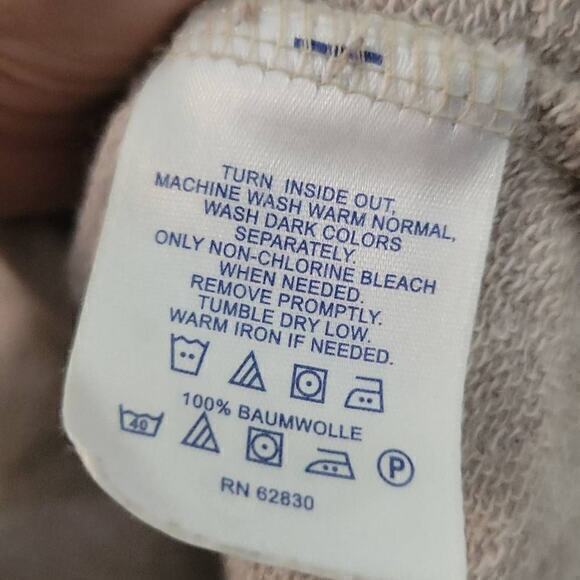 TURN INSIDE OUT,
MACHINE WASH WARM NORMAL,
WASH DARK COLORS
SEPARATELY.
ONLY NON-CHLORINE BLEACH
WHEN NEEDED.
REMOVE PROMPTLY.
TUMBLE DRY LOW.
WARM IRON IF NEEDED.
100% BAUMWOLLE
40 P
RN 62830